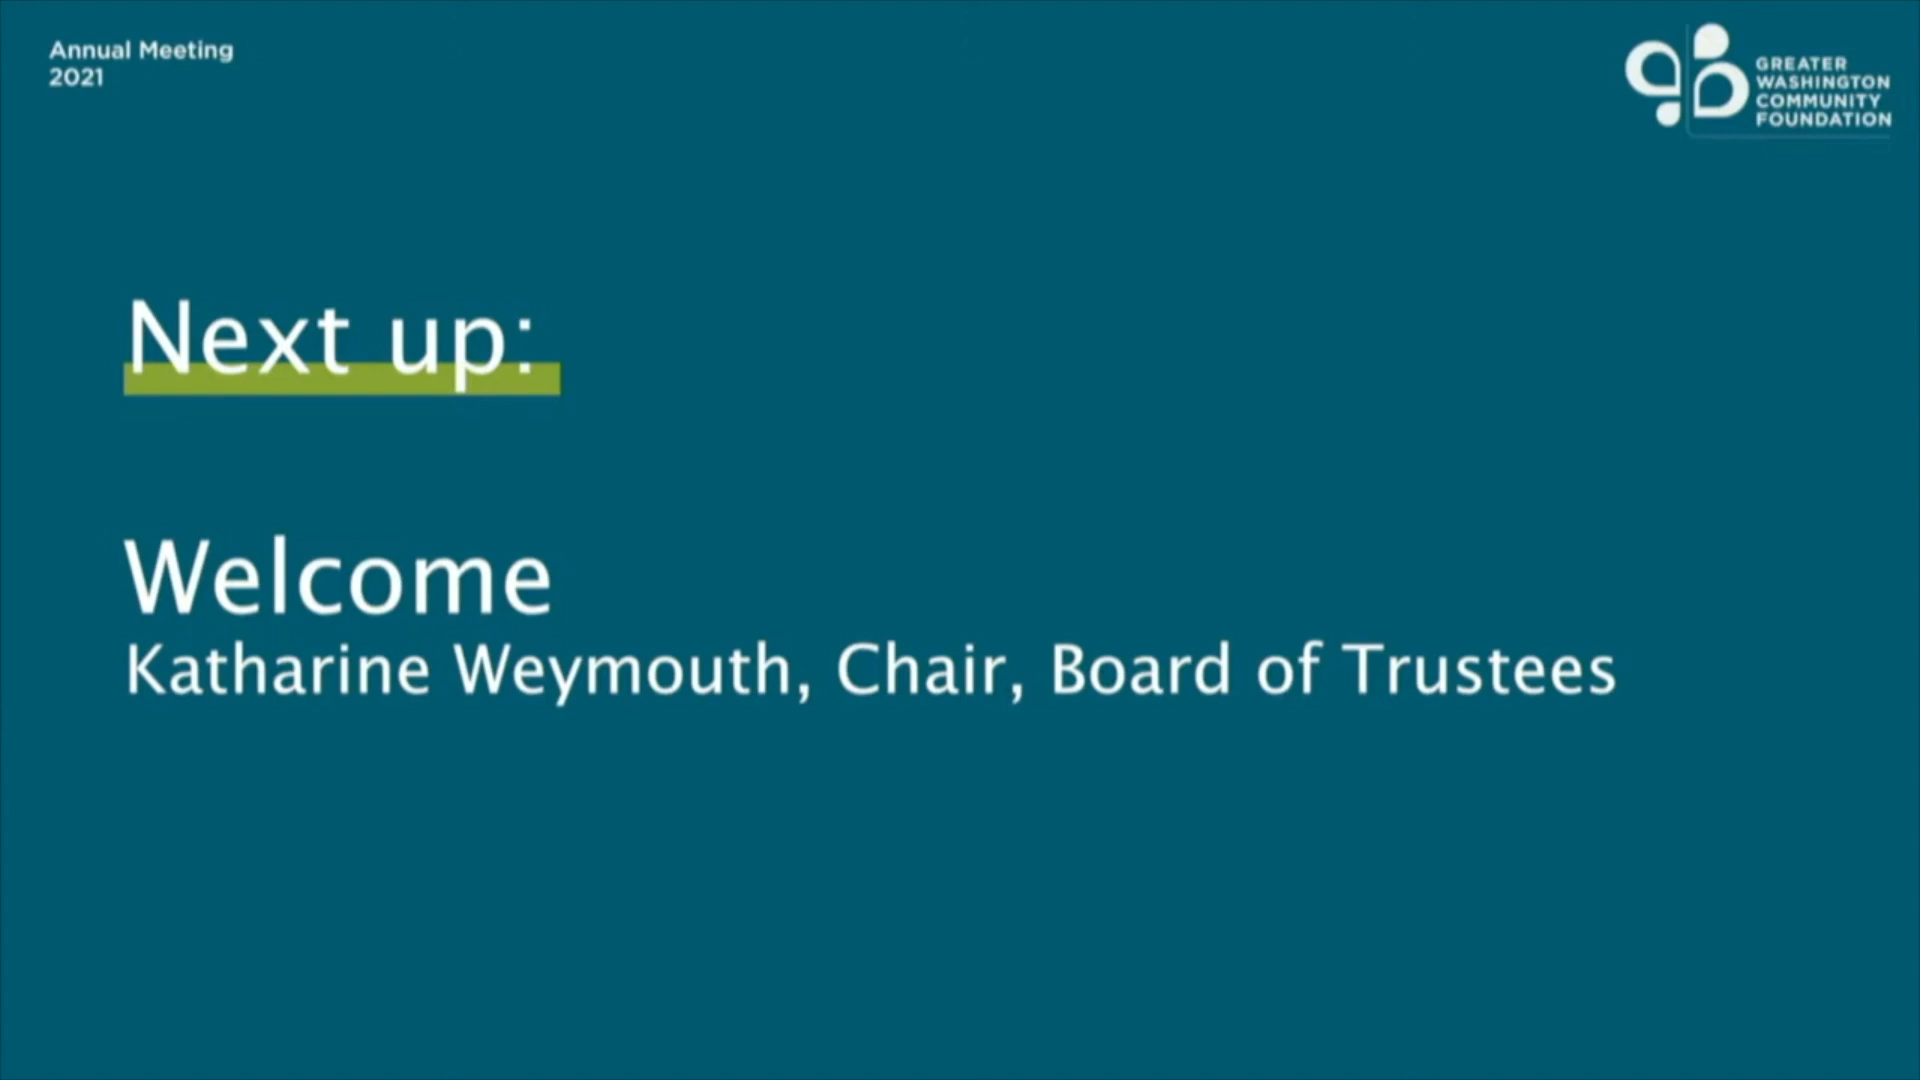 Annual Meeting
2021
GREATER
WASHINGTON
COMMUNITY
FOUNDATION
Next up:
Welcome
Katharine Weymouth, Chair, Board of Trustees